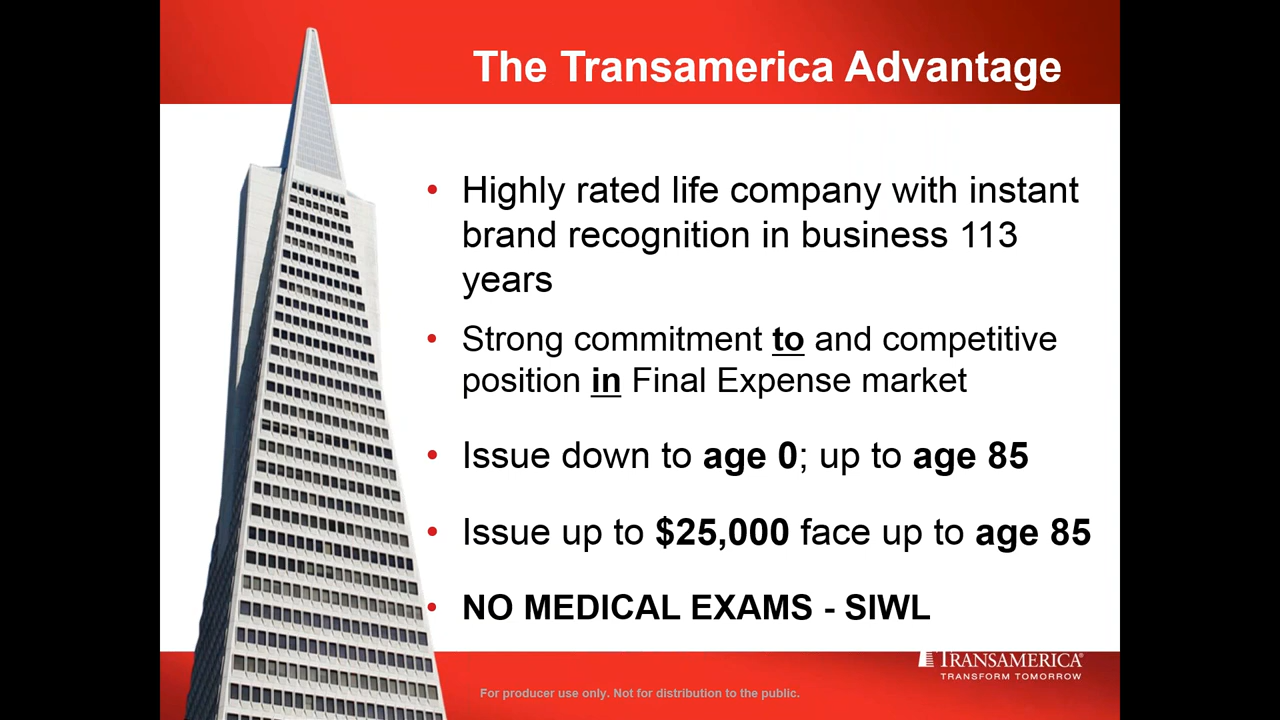 The Transamerica Advantage
• Highly rated life company with instant
brand recognition in business 113
years
• Strong commitment to and competitive
position in Final Expense market
• Issue down to age 0; up to age 85
• Issue up to $25,000 face up to age 85
• NO MEDICAL EXAMS - SIWL
TRANSAMERICA®
TRANSFORM TOMORROW
For producer use only. Not for distribution to the public.